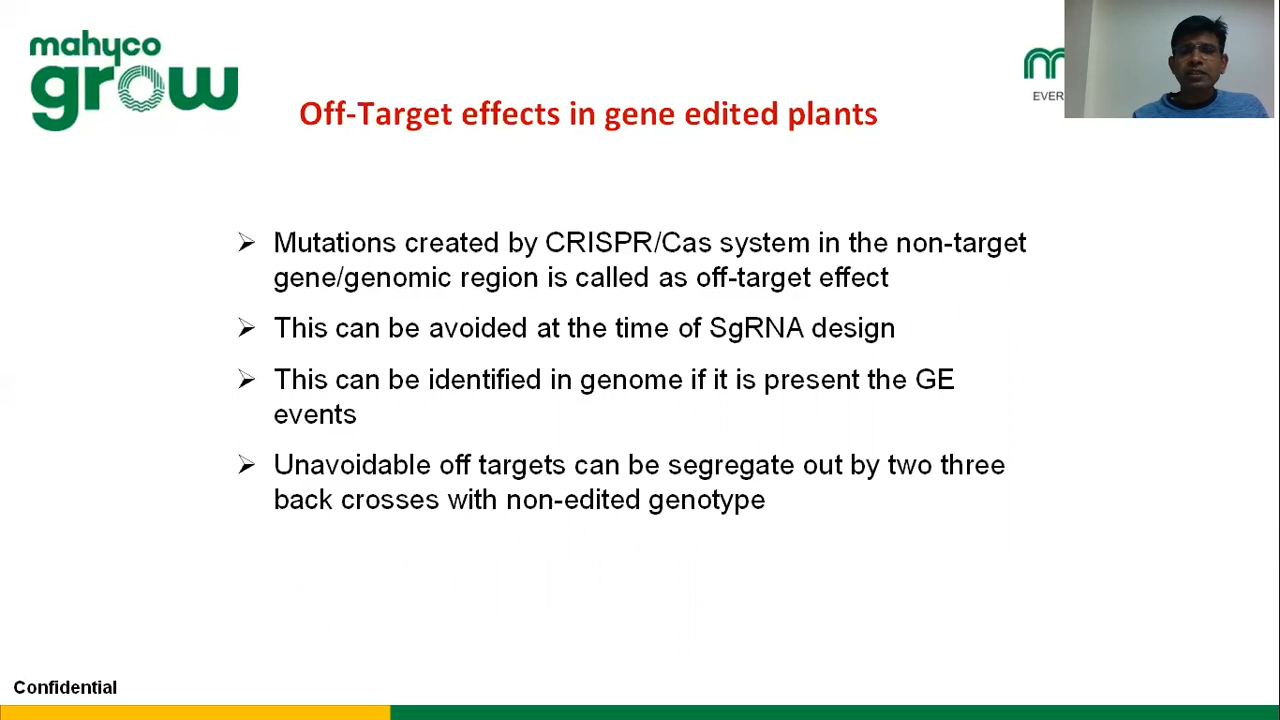 mahyco
grow
EVER
Off-Target effects in gene edited plants
➢ Mutations created by CRISPR/Cas system in the non-target
gene/genomic region is called as off-target effect
➢ This can be avoided at the time of SgRNA design
➢ This can be identified in genome if it is present the GE
events
➢ Unavoidable off targets can be segregate out by two three
back crosses with non-edited genotype
Confidential